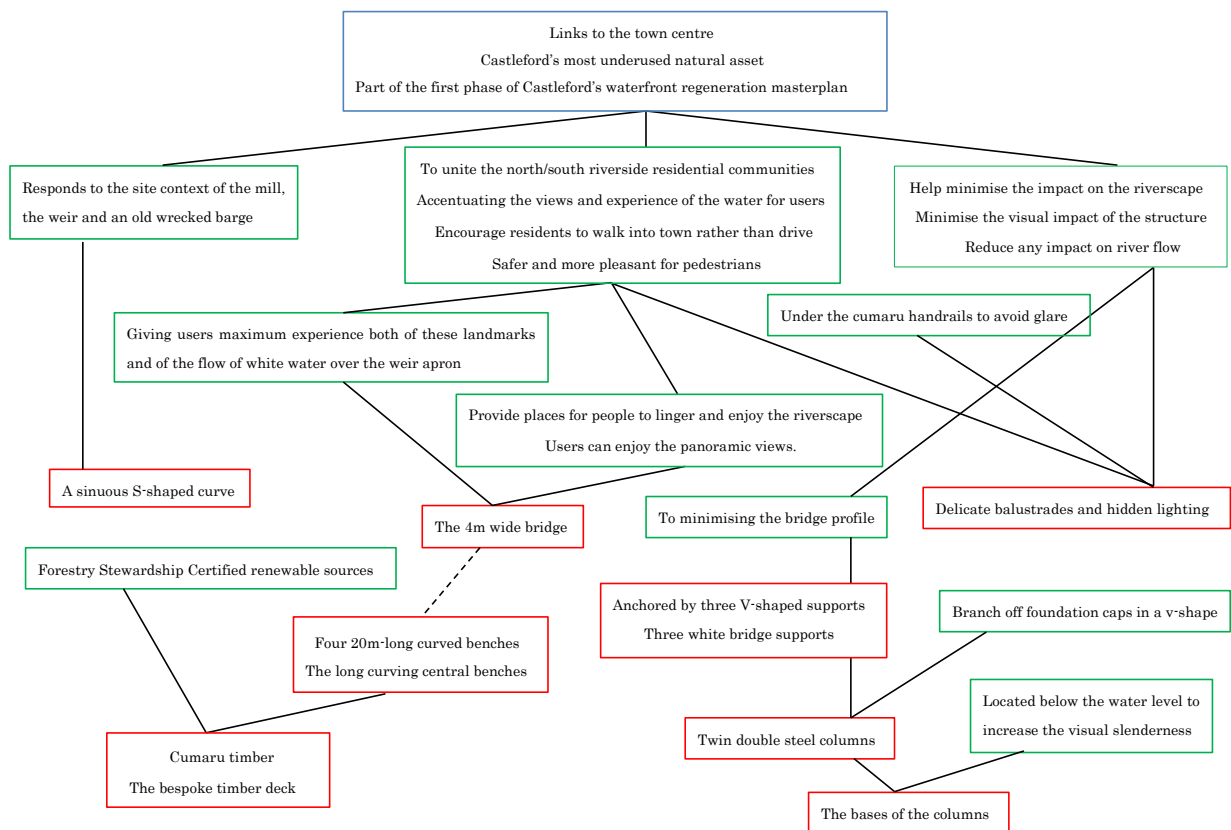 Links to the town centre
Castleford's most underused natural asset
Part of the first phase of Castleford's waterfront regeneration masterplan
Responds to the site context of the mill,
the weir and an old wrecked barge
To unite the north/south riverside residential communities
Accentuating the views and experience of the water for users
Encourage residents to walk into town rather than drive
Safer and more pleasant for pedestrians
Help minimise the impact on the riverscape
Minimise the visual impact of the structure
Reduce any impact on river flow
Giving users maximum experience both of these landmarks
and of the flow of white water over the weir apron
Under the cumaru handrails to avoid glare
Provide places for people to linger and enjoy the riverscape
Users can enjoy the panoramic views.
A sinuous S-shaped curve
The 4m wide bridge
To minimising the bridge profile
Delicate balustrades and hidden lighting
Forestry Stewardship Certified renewable sources
Anchored by three V-shaped supports
Three white bridge supports
Branch off foundation caps in a v-shape
Four 20m-long curved benches
The long curving central benches
Located below the water level to
increase the visual slenderness
Twin double steel columns
Cumaru timber
The bespoke timber deck
The bases of the columns